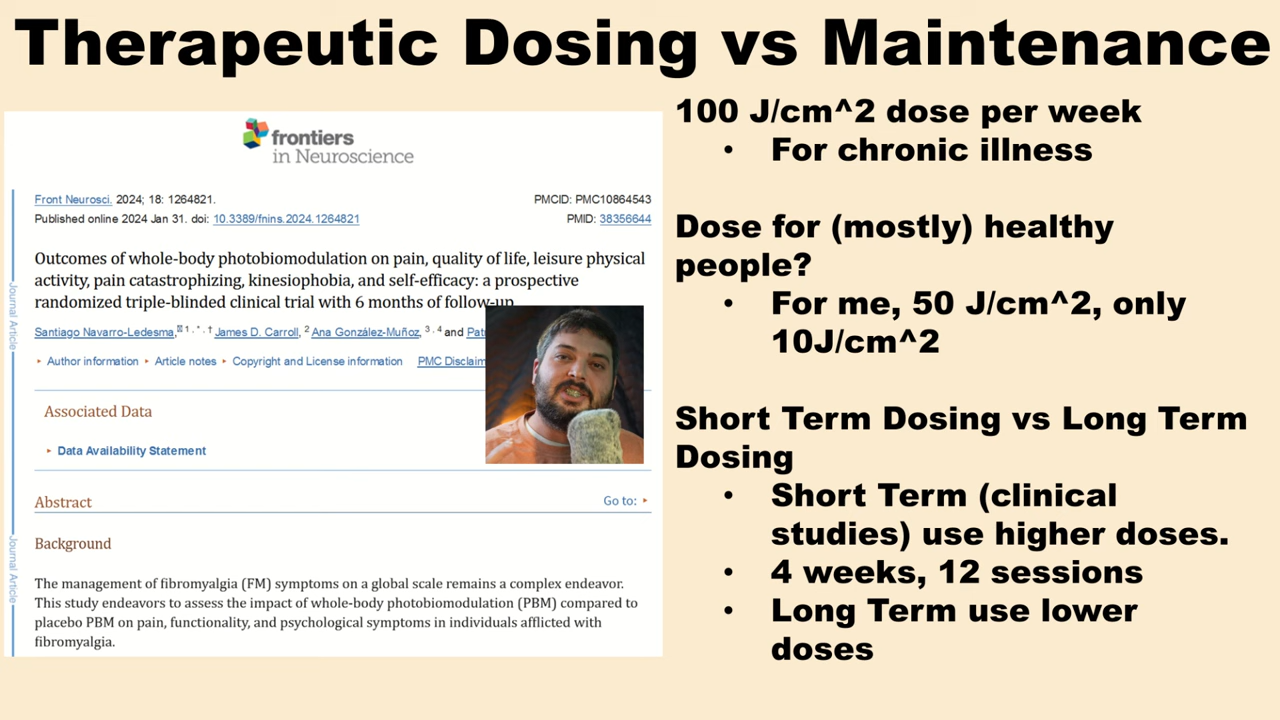 Therapeutic Dosing vs Maintenance
frontiers
in Neuroscience
Front Neurosci. 2024; 18: 1264821.
PMCID: PMC10864543
Published online 2024 Jan 31. doi: 10.3389/fnins.2024.1264821
PMID: 38356644
Outcomes of whole-body photobiomodulation on pain, quality of life, leisure physical
activity, pain catastrophizing, kinesiophobia, and self-efficacy: a prospective
randomized triple-blinded clinical trial with 6 months of follow-up
Santiago Navarro-Ledesma, 1 , * , † James D. Carroll, 2 Ana González-Muñoz, 3 , 4 and
Author information Article notes Copyright and License information PMC
Associated Data
Data Availability Statement
Abstract
Go to:
Background
The management of fibromyalgia (FM) symptoms on a global scale remains a complex endeavor.
This study endeavors to assess the impact of whole-body photobiomodulation (PBM) compared to
placebo PBM on pain, functionality, and psychological symptoms in individuals afflicted with
fibromyalgia.
Journal Article
Journal Article
100 J/cm^2 dose per week
• For chronic illness
Dose for (mostly) healthy
people?
• For me, 50 J/cm^2, only
10J/cm^2
Short Term Dosing vs Long Term
Dosing
• Short Term (clinical
studies) use higher doses.
• 4 weeks, 12 sessions
• Long Term use lower
doses